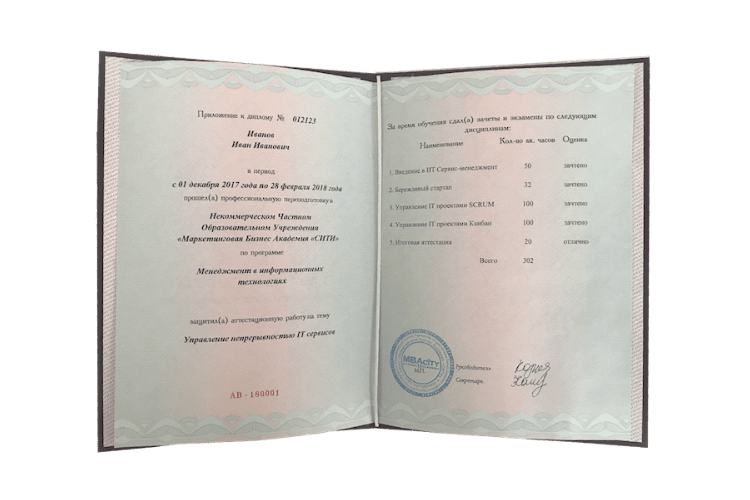 Приложение к диплому № 012123
Иванов
Иван Иванович
в период
с 01 декабря 2017 года по 28 февраля 2018 года
прошел(а) профессиональную переподготовку в
Некоммерческом Частном
Образовательном Учреждения
«Маркетинговая Бизнес Академия «СИТИ»
по программе
Менеджмент в информационных
технологиях
защитил(а) аттестационную работу на тему
Управление непрерывностью IT сервисов
АВ - 180001
За время обучения сдал(а) зачеты и экзамены по следующим
дисциплинам:
Наименование Кол-во ак. часов Оценка
1. Введение в ИТ Сервис-менеджмент 50 зачтено
2. Бережливый стартап 32 зачтено
3. Управление IT проектами SCRUM 100 зачтено
4. Управление IT проектами Канбан 100 зачтено
5. Итоговая аттестация 20 отлично
Всего 302
MBACITY
М.П.
Руководитель
Секретарь